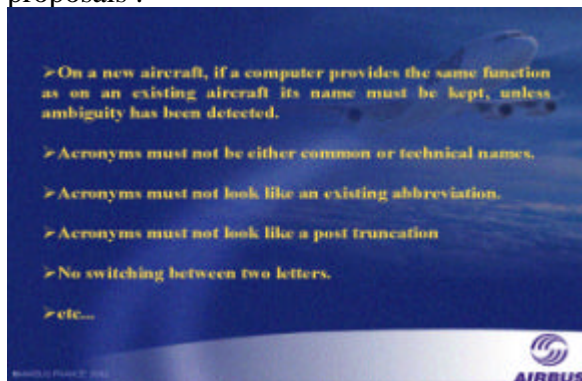 proposals :
➢On a new aircraft, if a computer provides the same function
as on an existing aircraft its name must be kept, unless
ambiguity has been detected.
➢Acronyms must not be either common or technical names.
➢Acronyms must not look like an existing abbreviation.
➢Acronyms must not look like a post truncation
➢No switching between two letters.
➢etc...
AIRBUS